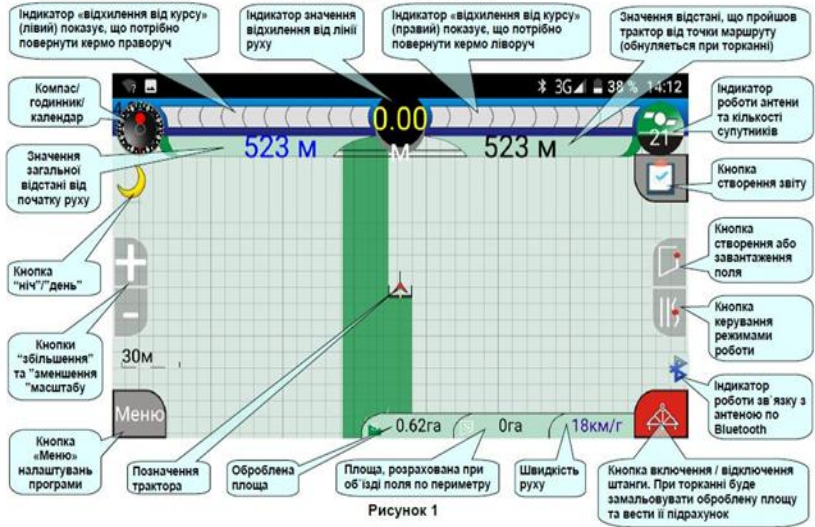 Індикатор «відхилення від курсу»
(лівий) показує, що потрібно
повернути кермо праворуч
Індикатор значення
відхилення від лінії
руху
Індикатор «відхилення від курсу»
(правий) показує, що потрібно
повернути кермо ліворуч
Значення відстані, що пройшов
трактор від точки маршруту
(обнуляється при торканні)
Компас/
годинник/
календар
3G 38 % 14:12
0.00
м
21
Індикатор
роботи антени
та кількості
супутників
Значення
загальної
відстані від
початку руху
523 м
523 м
Кнопка
створення звіту
Кнопка
"ніч"/"день"
Кнопка
створення або
завантаження
поля
+
-
Кнопка
керування
режимами
роботи
Кнопки
"збільшення"
та "зменшення
"масштабу
30м
Індикатор
роботи зв`язку з
антеною по
Bluetooth
Меню
0.62га
0га
18км/г
Кнопка
«Меню»
налаштувань
програми
Позначення
трактора
Оброблена
площа
Площа, розрахована при
об`їзді поля по периметру
Швидкість
руху
Кнопка включення / відключення
штанги. При торканні буде
замальовувати оброблену площу
та вести її підрахунок
Рисунок 1